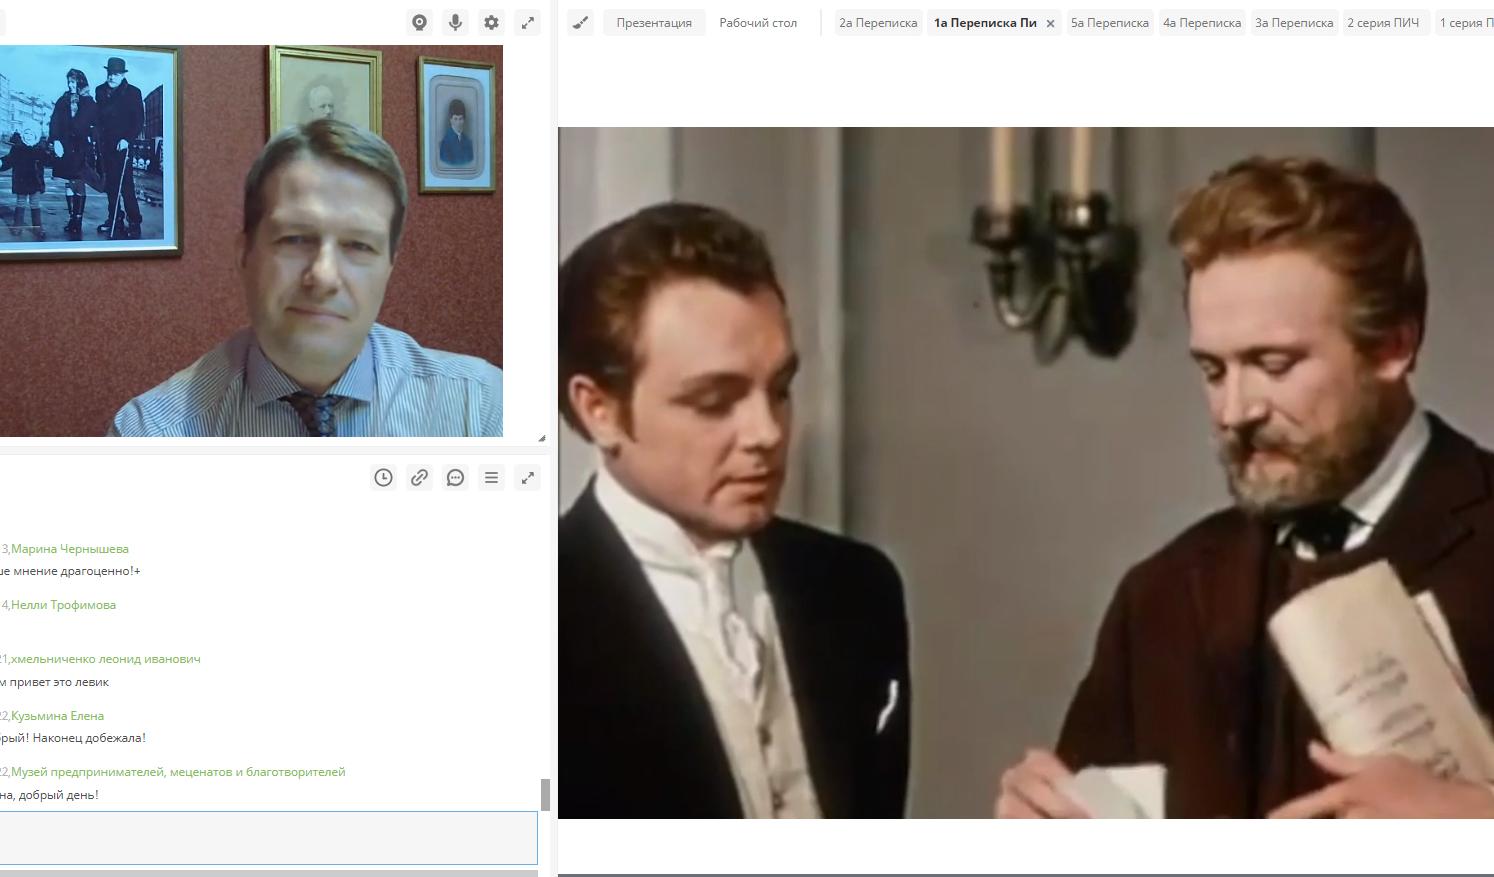 Презентация
Рабочий стол
2а Переписка
1а Переписка Пи
5а Переписка
4а Переписка
3а Переписка
2 серия ПИЧ
1 серия П
3,Марина Чернышева
ше мнение драгоценно!+
4,Нелли Трофимова
21,хмельниченко леонид иванович
м привет это левик
22,Кузьмина Елена
брый! Наконец добежала!
22,Музей предпринимателей, меценатов и благотворителей
на, добрый день!